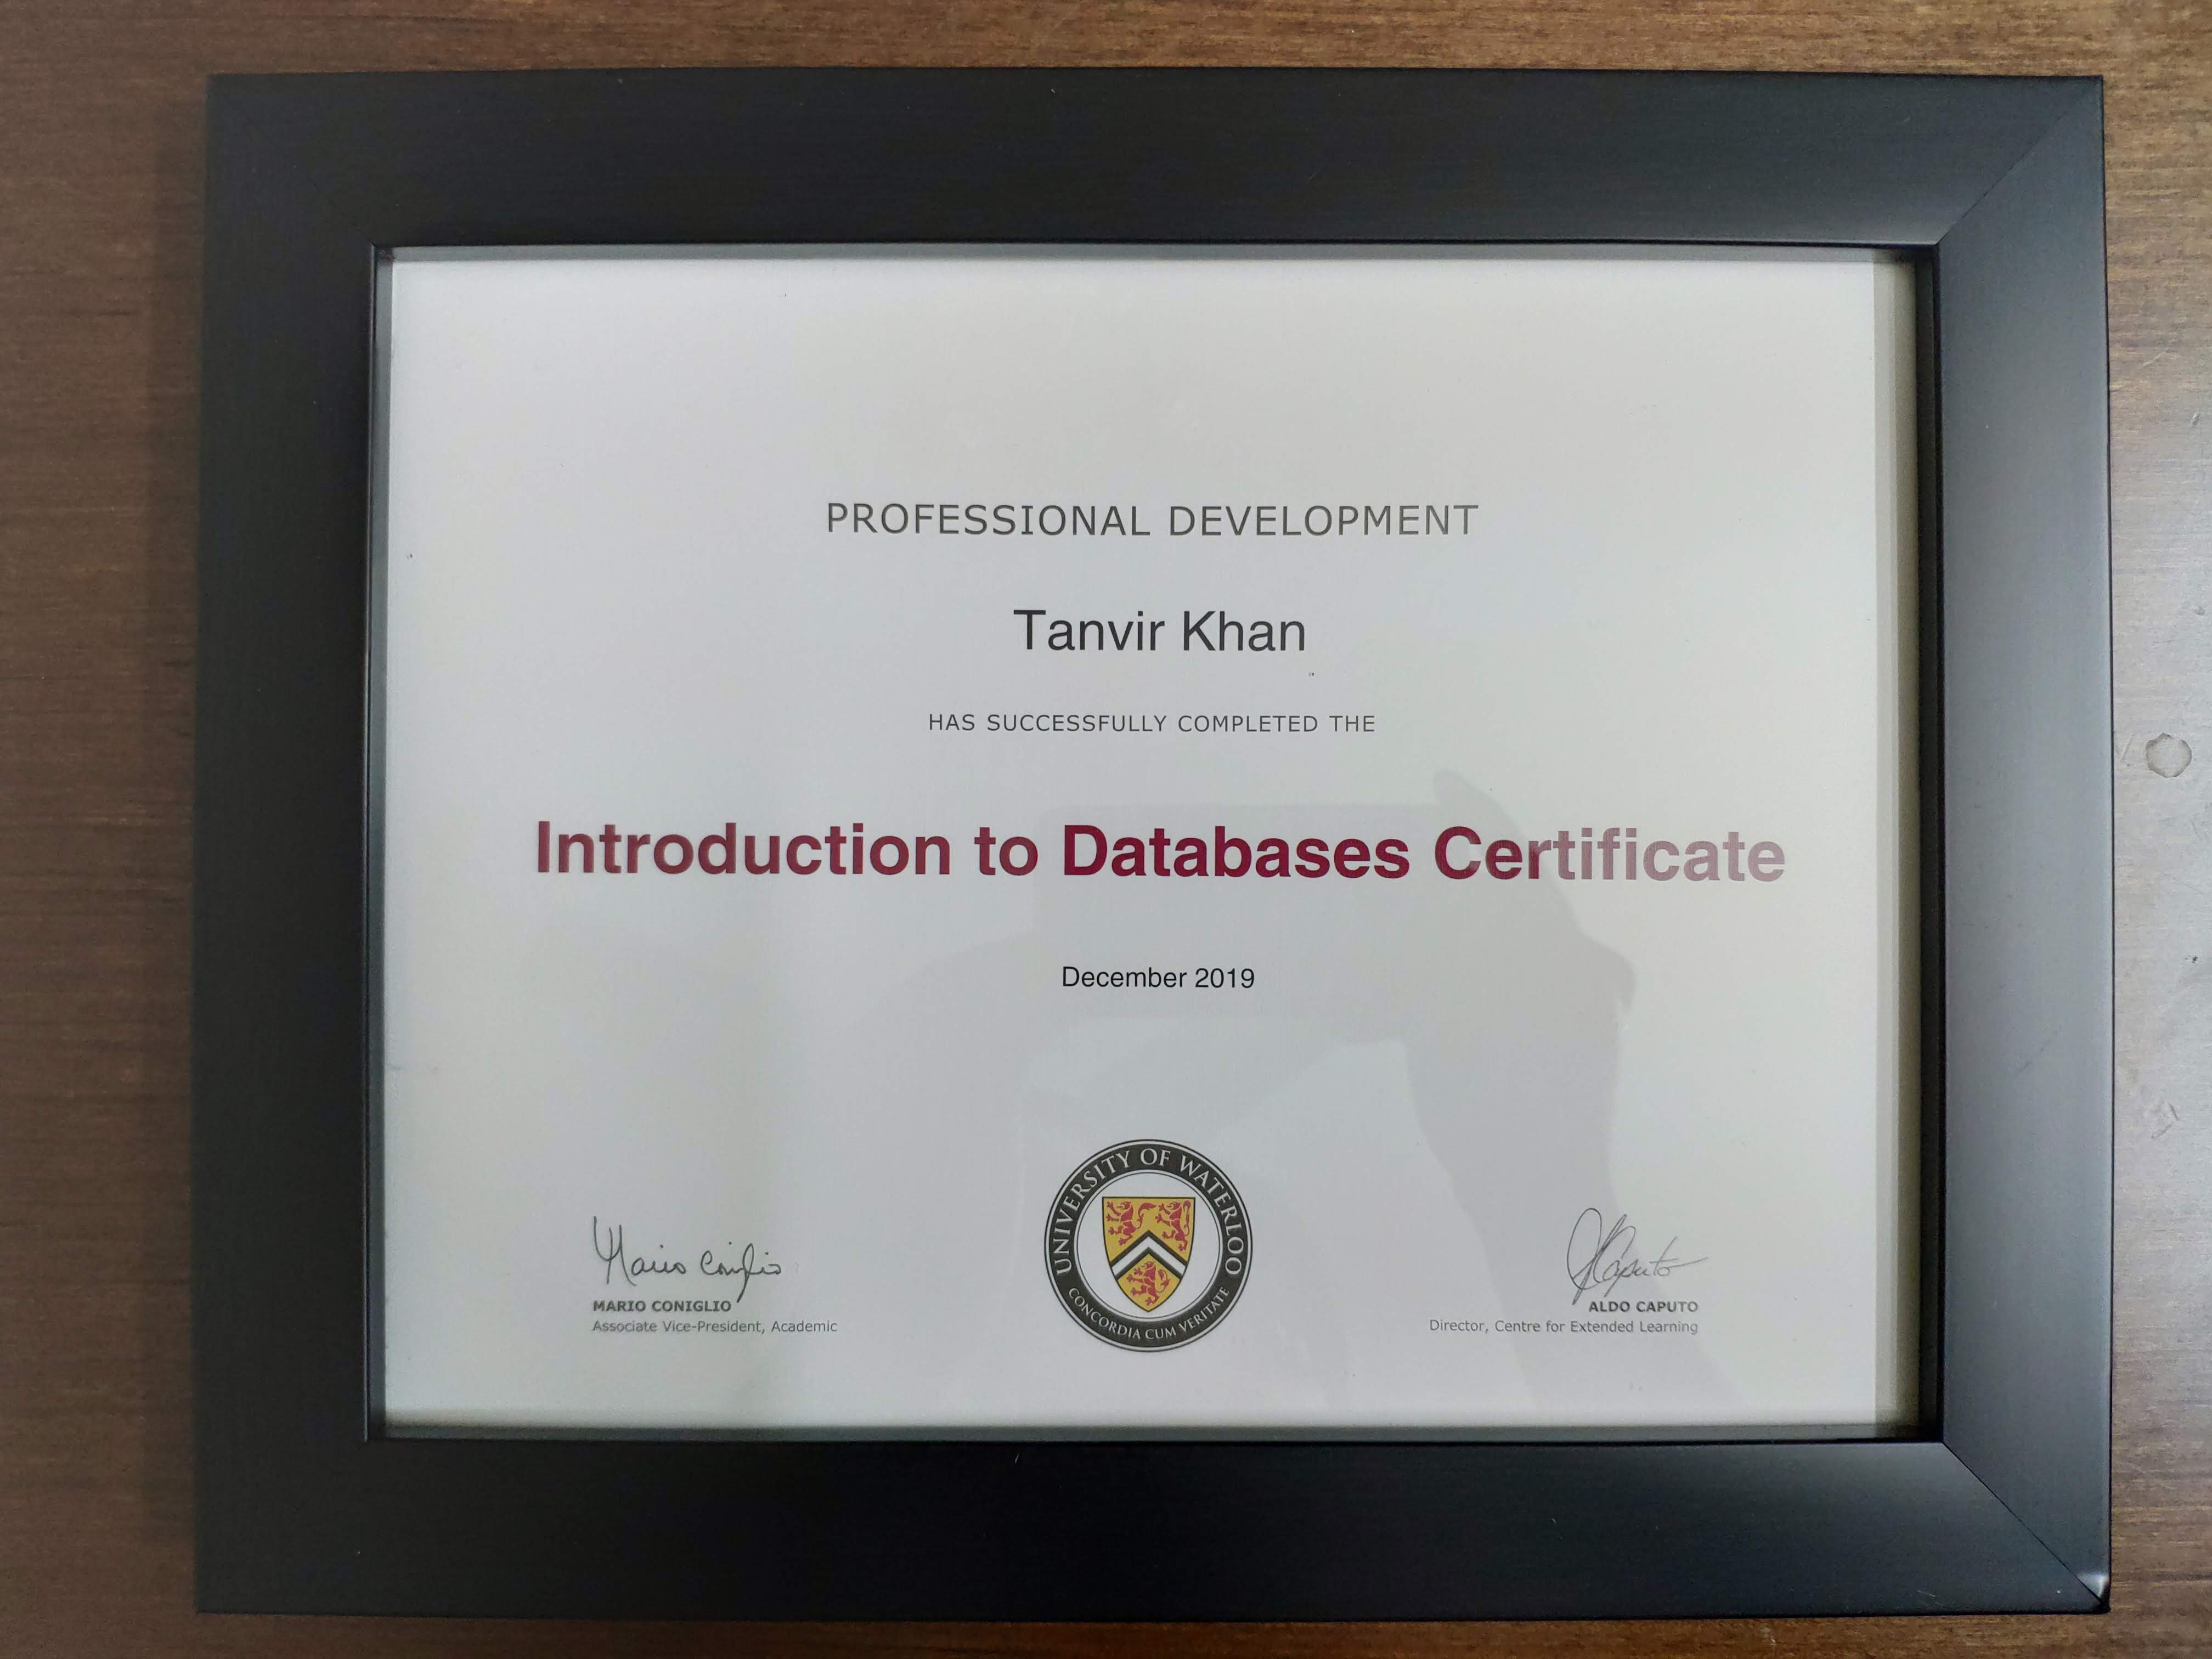 PROFESSIONAL DEVELOPMENT
Tanvir Khan
HAS SUCCESSFULLY COMPLETED THE
Introduction to Databases Certificate
December 2019
UNIVERSITY OF WATERLOO
CONCORDIA CUM VERITATE
Mario Coniglio
MARIO CONIGLIO
Associate Vice-President, Academic
ACaputo
ALDO CAPUTO
Director, Centre for Extended Learning